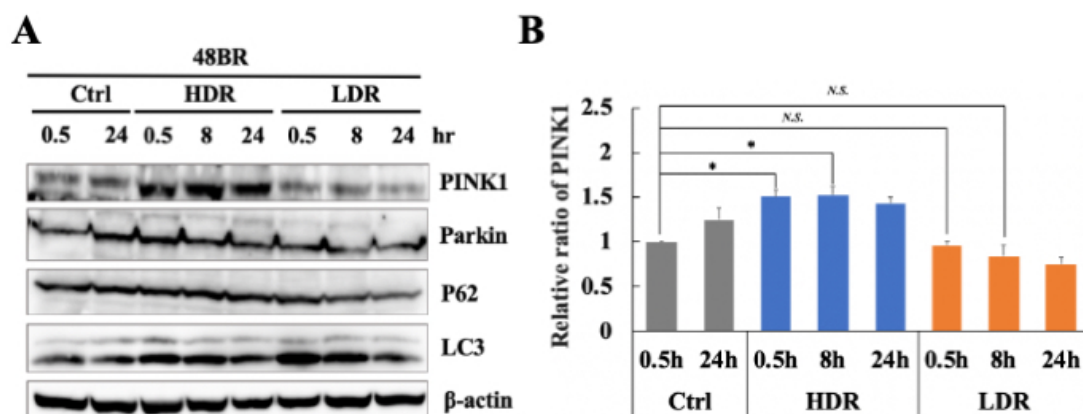 A
48BR
Ctrl HDR LDR
0.5 24 0.5 8 24 0.5 8 24 hr
PINK1
Parkin
P62
LC3
β-actin
B
Relative ratio of PINK1
2.5
2
1.5
1
0.5
0
N.S.
N.S.
*
*
0.5h 24h 0.5h 8h 24h 0.5h 8h 24h
Ctrl HDR LDR